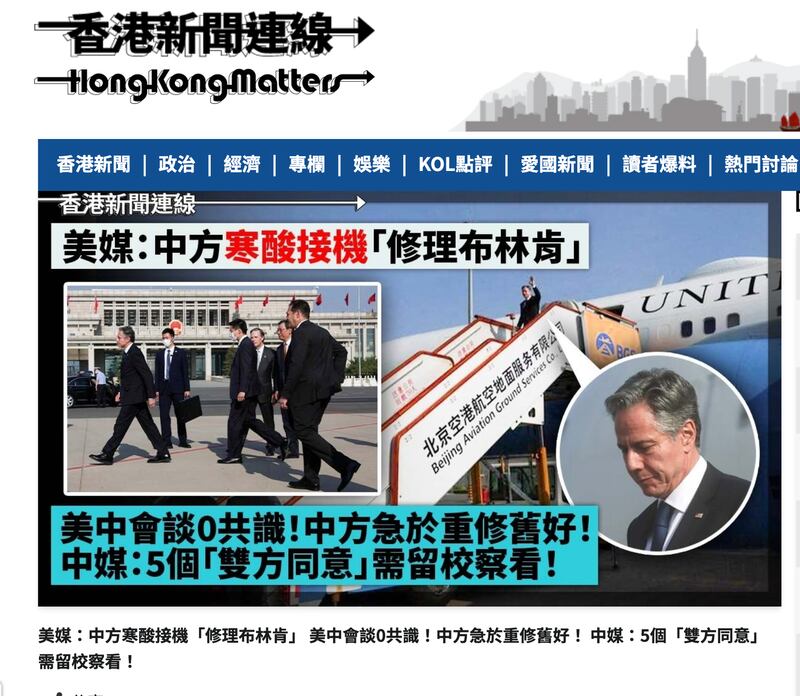 香港新聞連線
HongKongMatters
香港新聞 | 政治 | 經濟 | 專欄 | 娛樂 | KOL點評 | 愛國新聞 | 讀者爆料 | 熱門討論
香港新聞連線
美媒：中方寒酸接機「修理布林肯」
UNIT
BGS
北京空港航空地面服务有限公司
Beijing Aviation Ground Services Co.,
美中會談0共識！中方急於重修舊好！
中媒：5個「雙方同意」需留校察看！
美媒：中方寒酸接機「修理布林肯」 美中會談0共識！中方急於重修舊好！ 中媒：5個「雙方同意」
需留校察看！